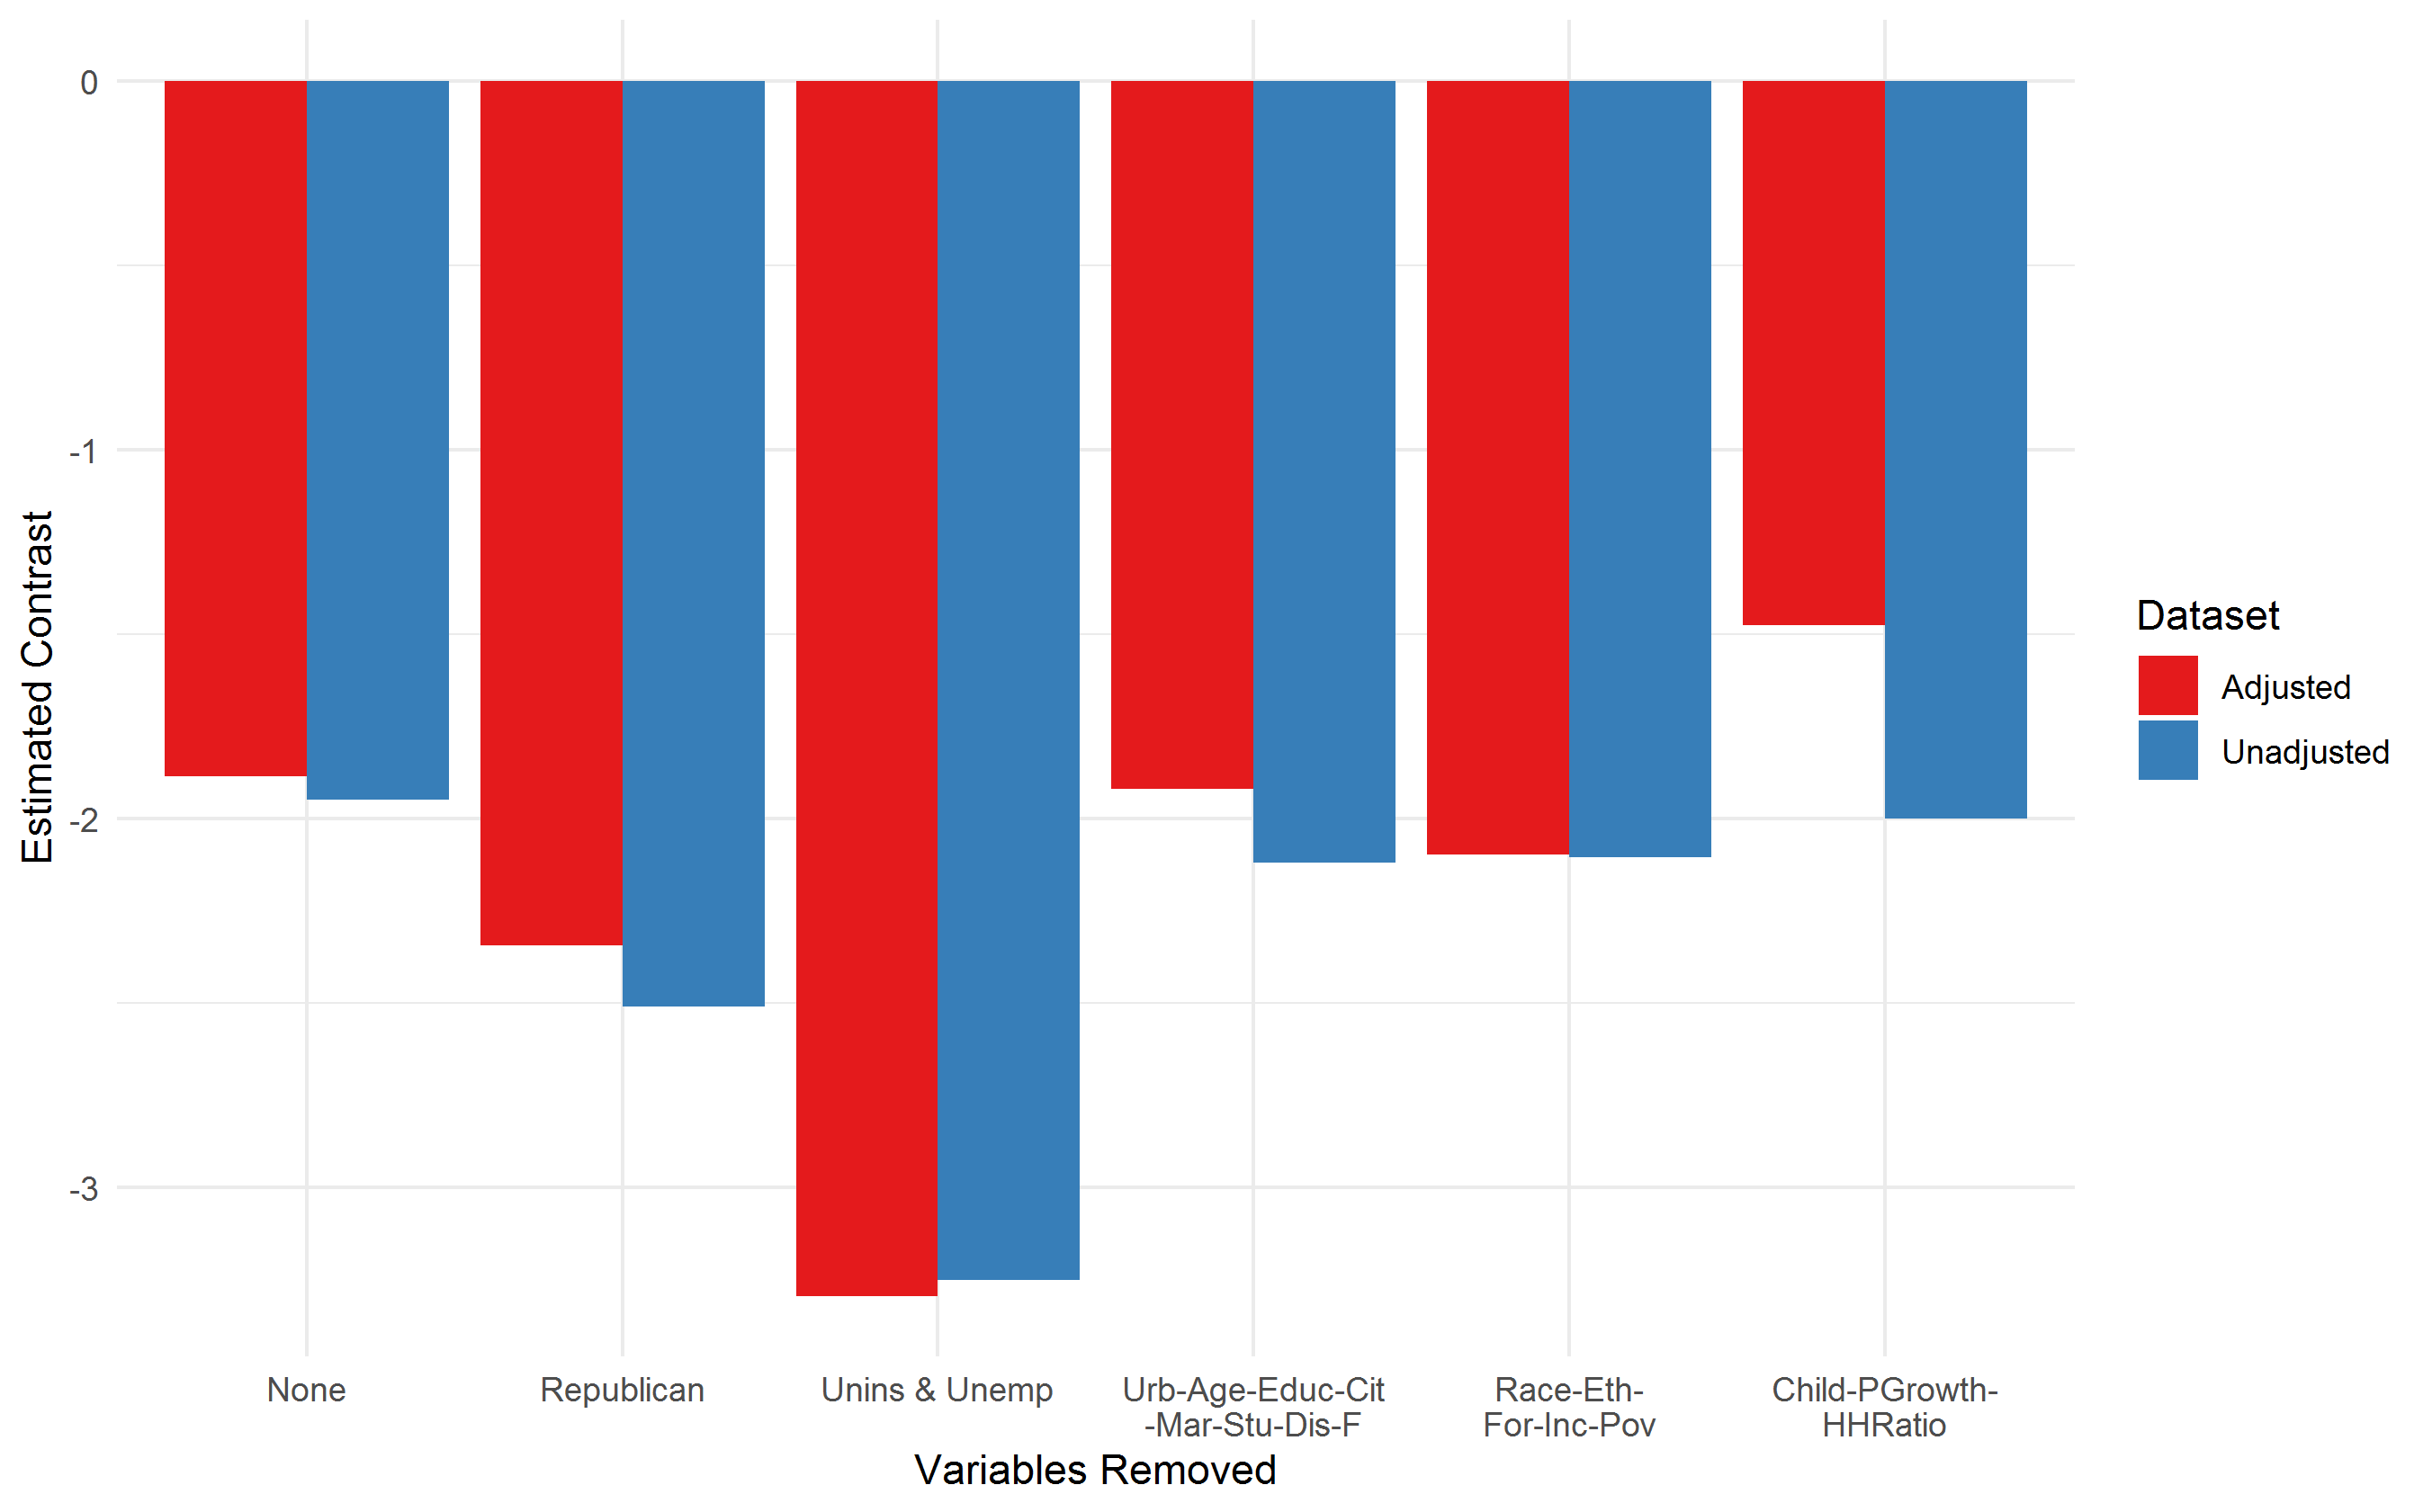 0
-1
-2
-3
Estimated Contrast
None
Republican
Unins & Unemp
Urb-Age-Educ-Cit
-Mar-Stu-Dis-F
Race-Eth-
For-Inc-Pov
Child-PGrowth-
HHRatio
Variables Removed
Dataset
Adjusted
Unadjusted